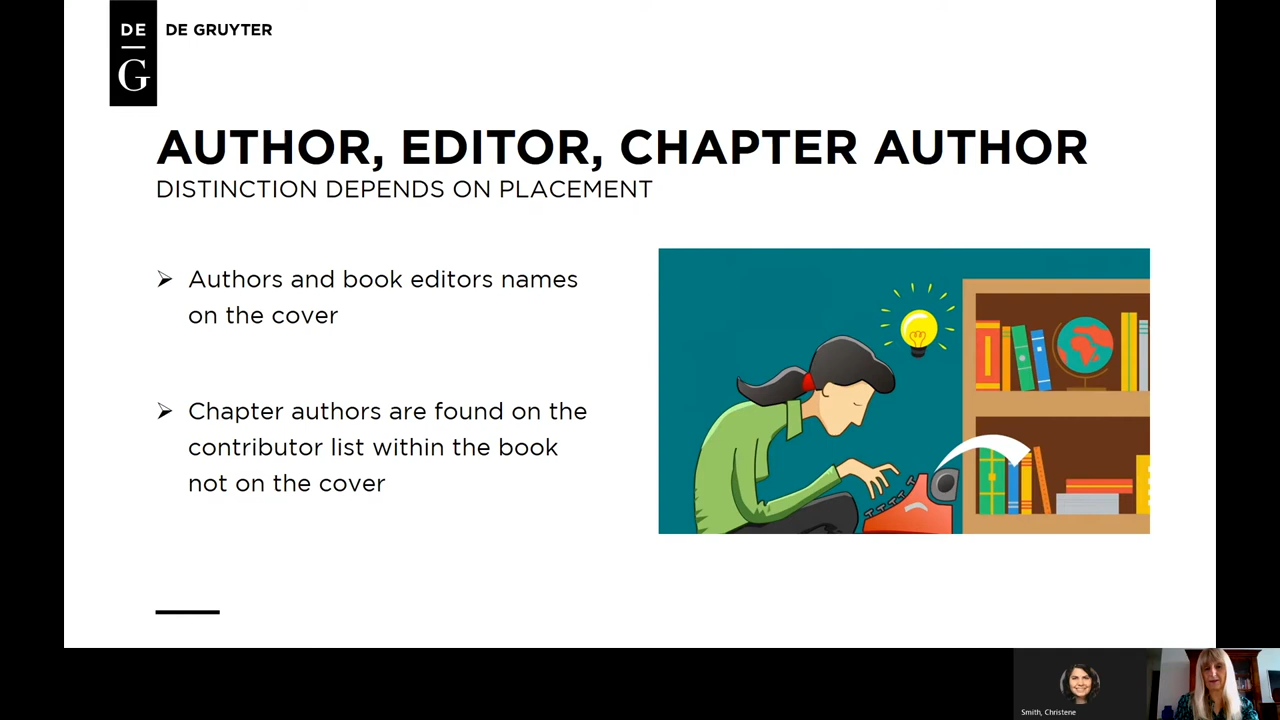 DE
G
DE GRUYTER
AUTHOR, EDITOR, CHAPTER AUTHOR
DISTINCTION DEPENDS ON PLACEMENT
Authors and book editors names
on the cover
Chapter authors are found on the
contributor list within the book
not on the cover
Smith, Christene